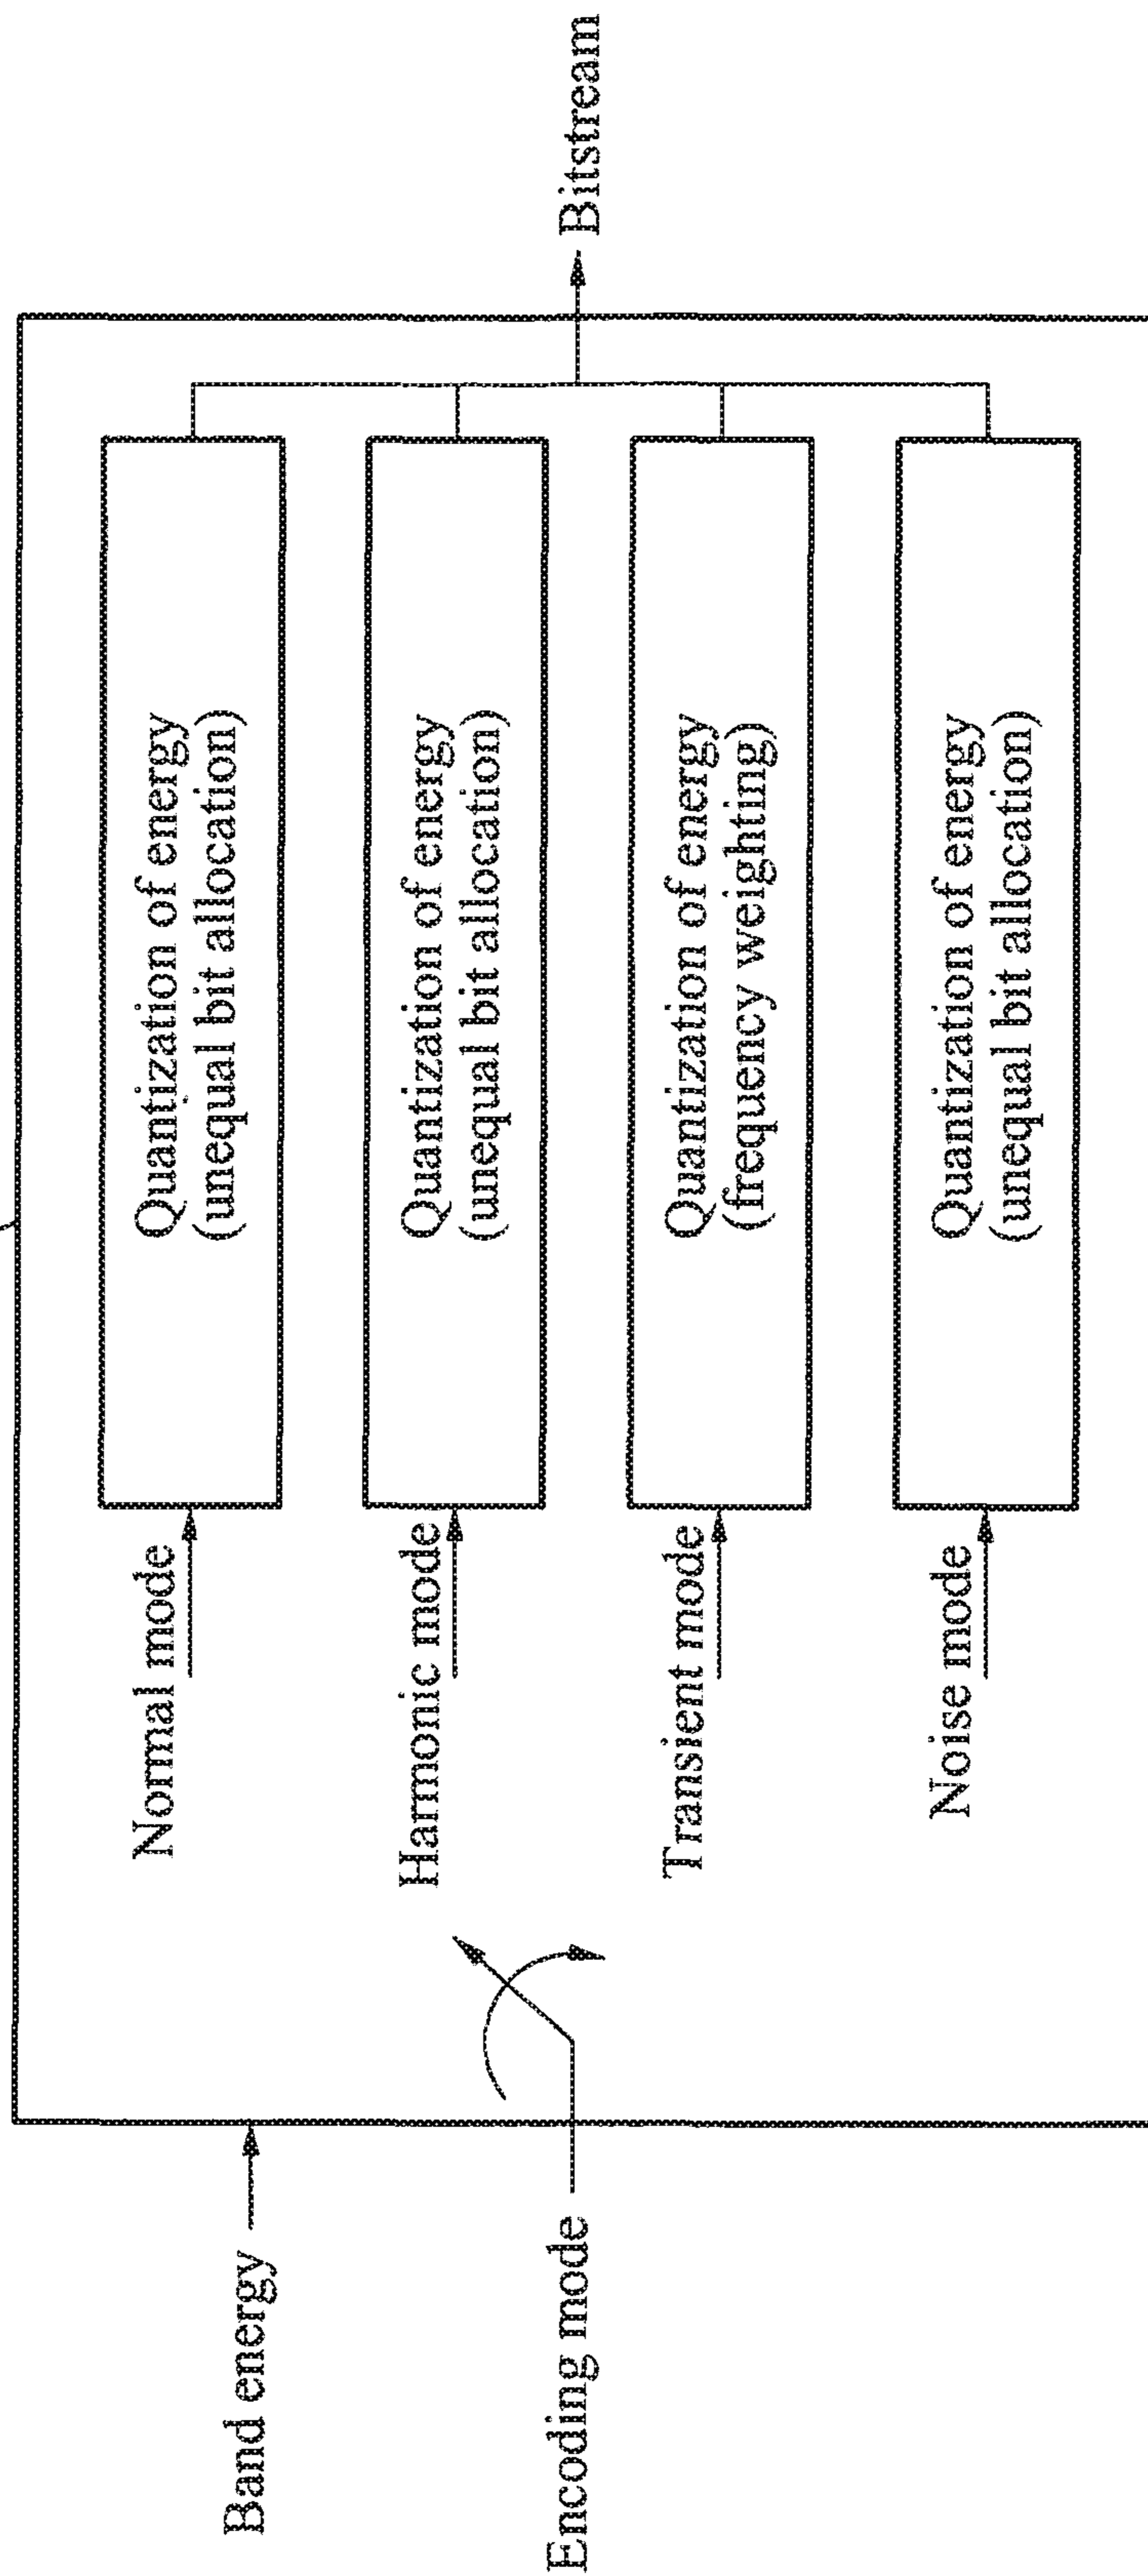 Band energy
Encoding mode
Normal mode
Quantization of energy
(unequal bit allocation)
Harmonic mode
Quantization of energy
(unequal bit allocation)
Transient mode
Quantization of energy
(frequency weighting)
Noise mode
Quantization of energy
(unequal bit allocation)
Bitstream